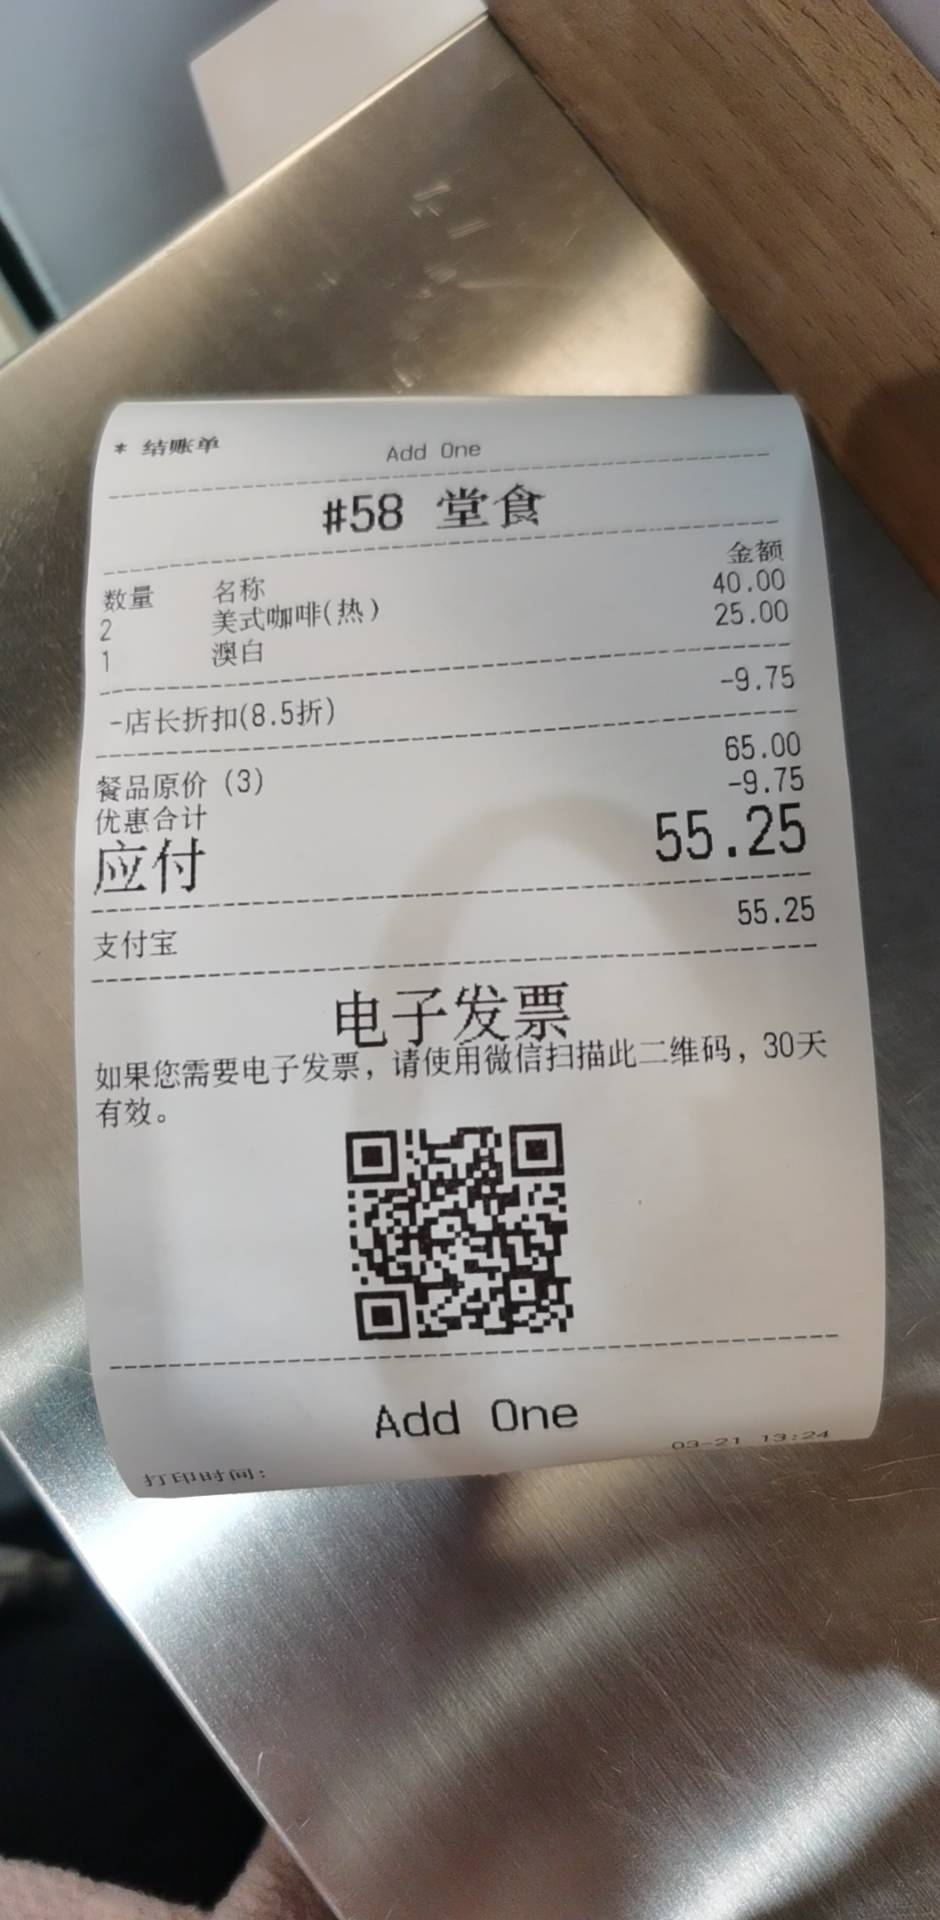 * 结账单
Add One
#58 堂食
数量 名称 金额
2 美式咖啡(热) 40.00
1 澳白 25.00
-店长折扣(8.5折) -9.75
餐品原价 (3) 65.00
优惠合计 -9.75
应付 55.25
支付宝 55.25
电子发票
如果您需要电子发票，请使用微信扫描此二维码，30天
有效。
Add One
打印时间: 03-21 13:24